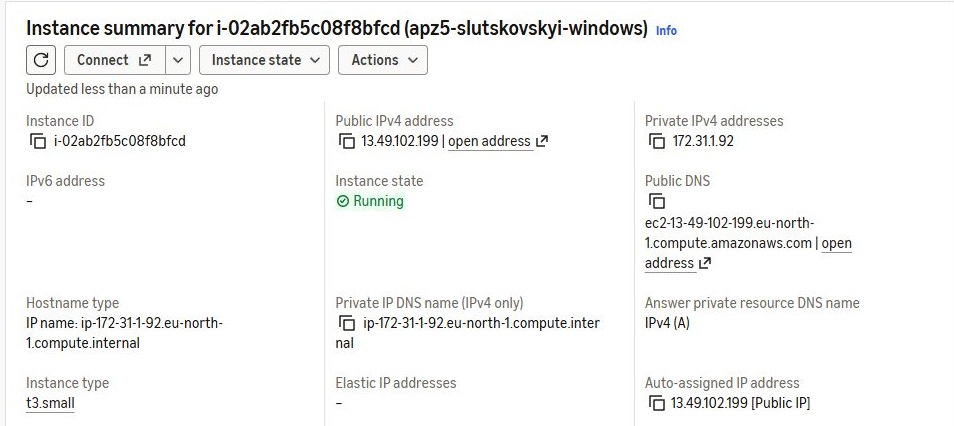 Instance summary for i-02ab2fb5c08f8bfcd (apz5-slutskovskyi-windows) Info
Connect
Instance state
Actions
Updated less than a minute ago
Instance ID
i-02ab2fb5c08f8bfcd
Public IPv4 address
13.49.102.199 | open address
Private IPv4 addresses
172.31.1.92
IPv6 address
–
Instance state
Running
Public DNS
ec2-13-49-102-199.eu-north-
1.compute.amazonaws.com | open
address
Hostname type
IP name: ip-172-31-1-92.eu-north-
1.compute.internal
Private IP DNS name (IPv4 only)
ip-172-31-1-92.eu-north-1.compute.inter
nal
Answer private resource DNS name
IPv4 (A)
Instance type
t3.small
Elastic IP addresses
–
Auto-assigned IP address
13.49.102.199 [Public IP]